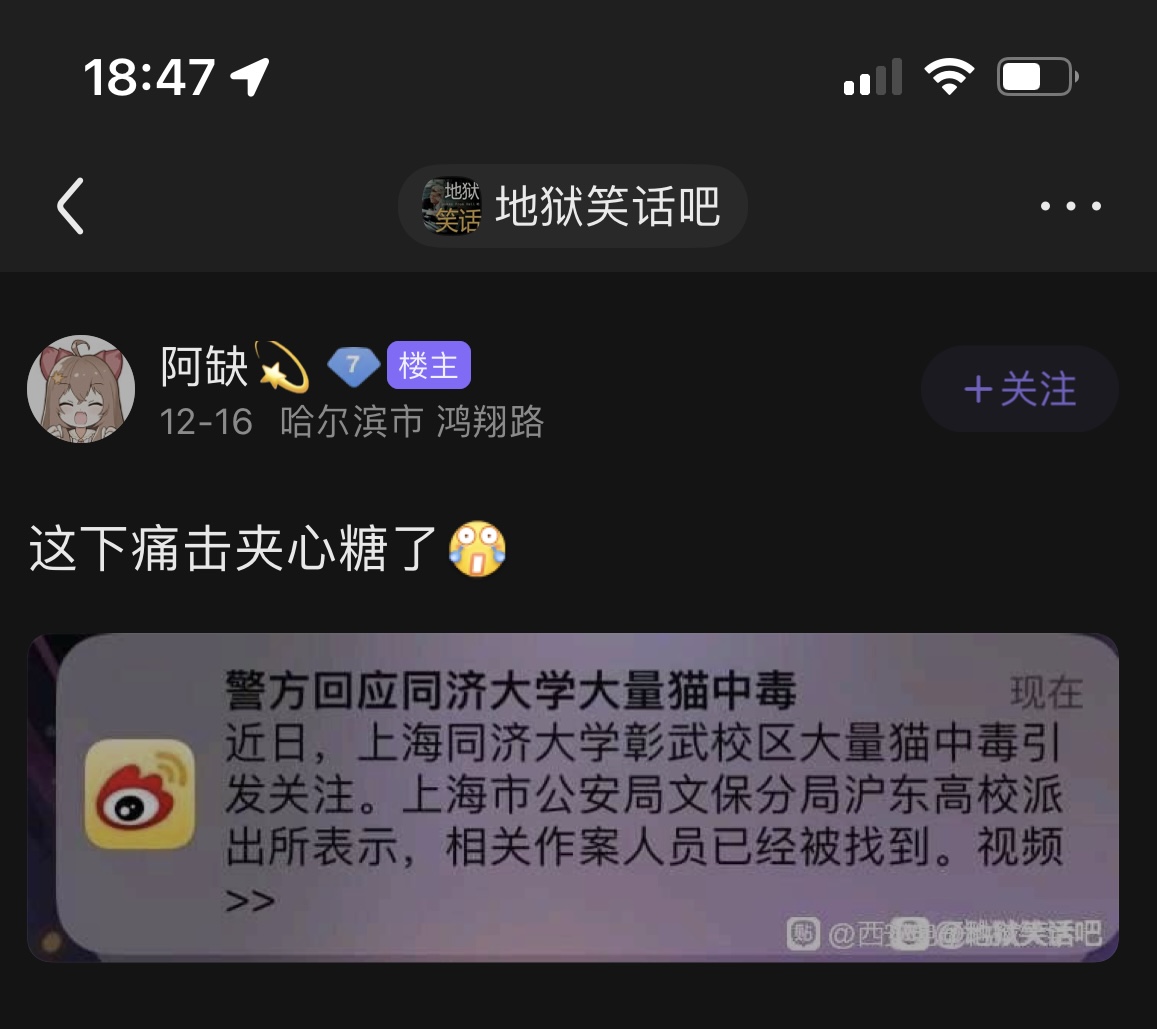 18:47
地狱
笑话
地狱笑话吧
阿缺
7
楼主
12-16 哈尔滨市 鸿翔路
+关注
这下痛击夹心糖了
警方回应同济大学大量猫中毒
现在
近日，上海同济大学彰武校区大量猫中毒引
发关注。上海市公安局文保分局沪东高校派
出所表示，相关作案人员已经被找到。视频
>>
贴 @西
@地狱笑话吧